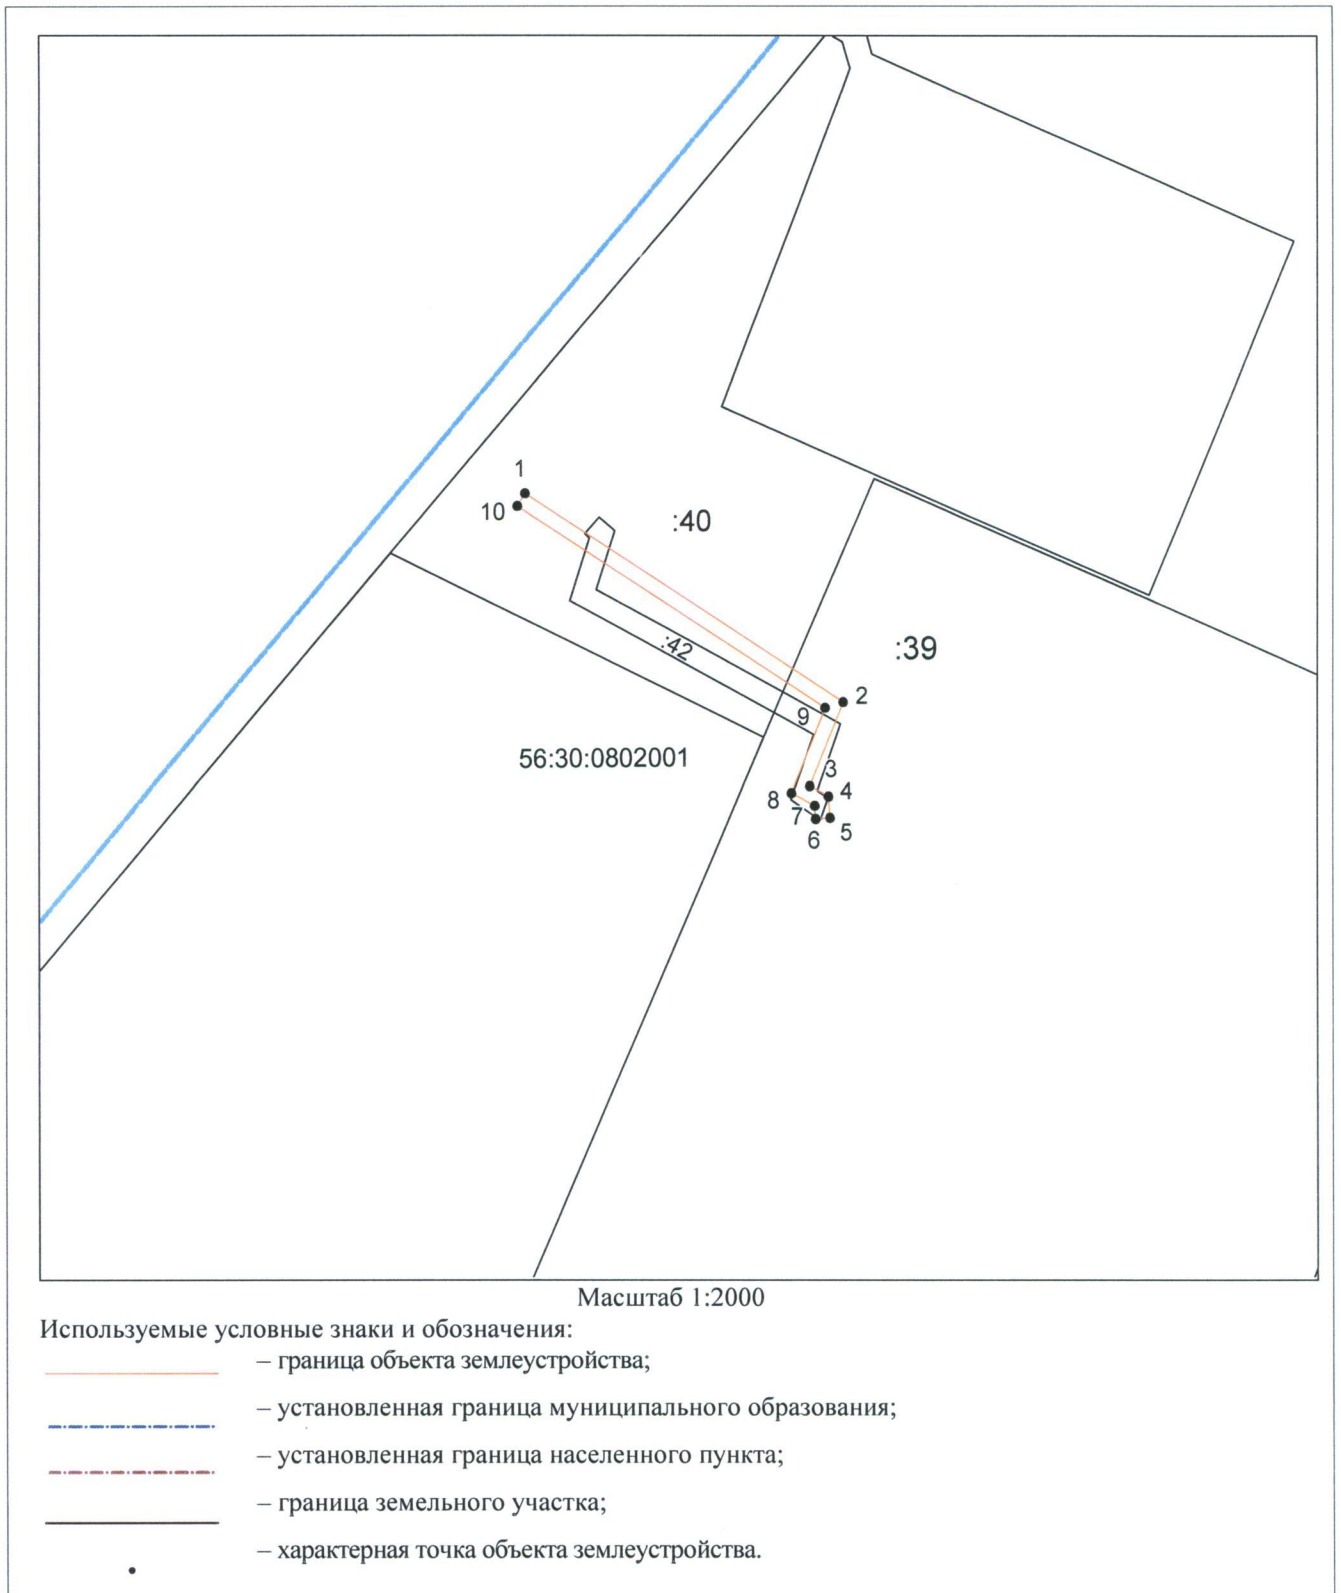 1
10
:40
:42
:39
2
9
3
56:30:0802001
4
8
7
5
6
Масштаб 1:2000
Используемые условные знаки и обозначения:
– граница объекта землеустройства;
– установленная граница муниципального образования;
– установленная граница населенного пункта;
– граница земельного участка;
– характерная точка объекта землеустройства.